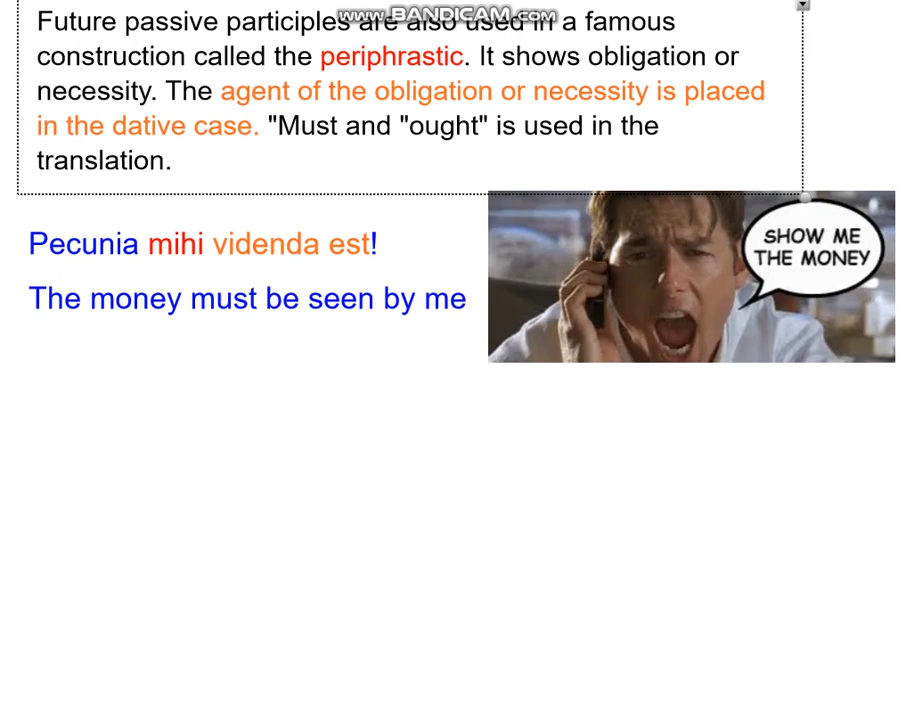 www.BANDICAM.com
Future passive participles are also used in a famous
construction called the periphrastic. It shows obligation or
necessity. The agent of the obligation or necessity is placed
in the dative case. "Must and "ought" is used in the
translation.
Pecunia mihi videnda est!
The money must be seen by me
SHOW ME
THE MONEY